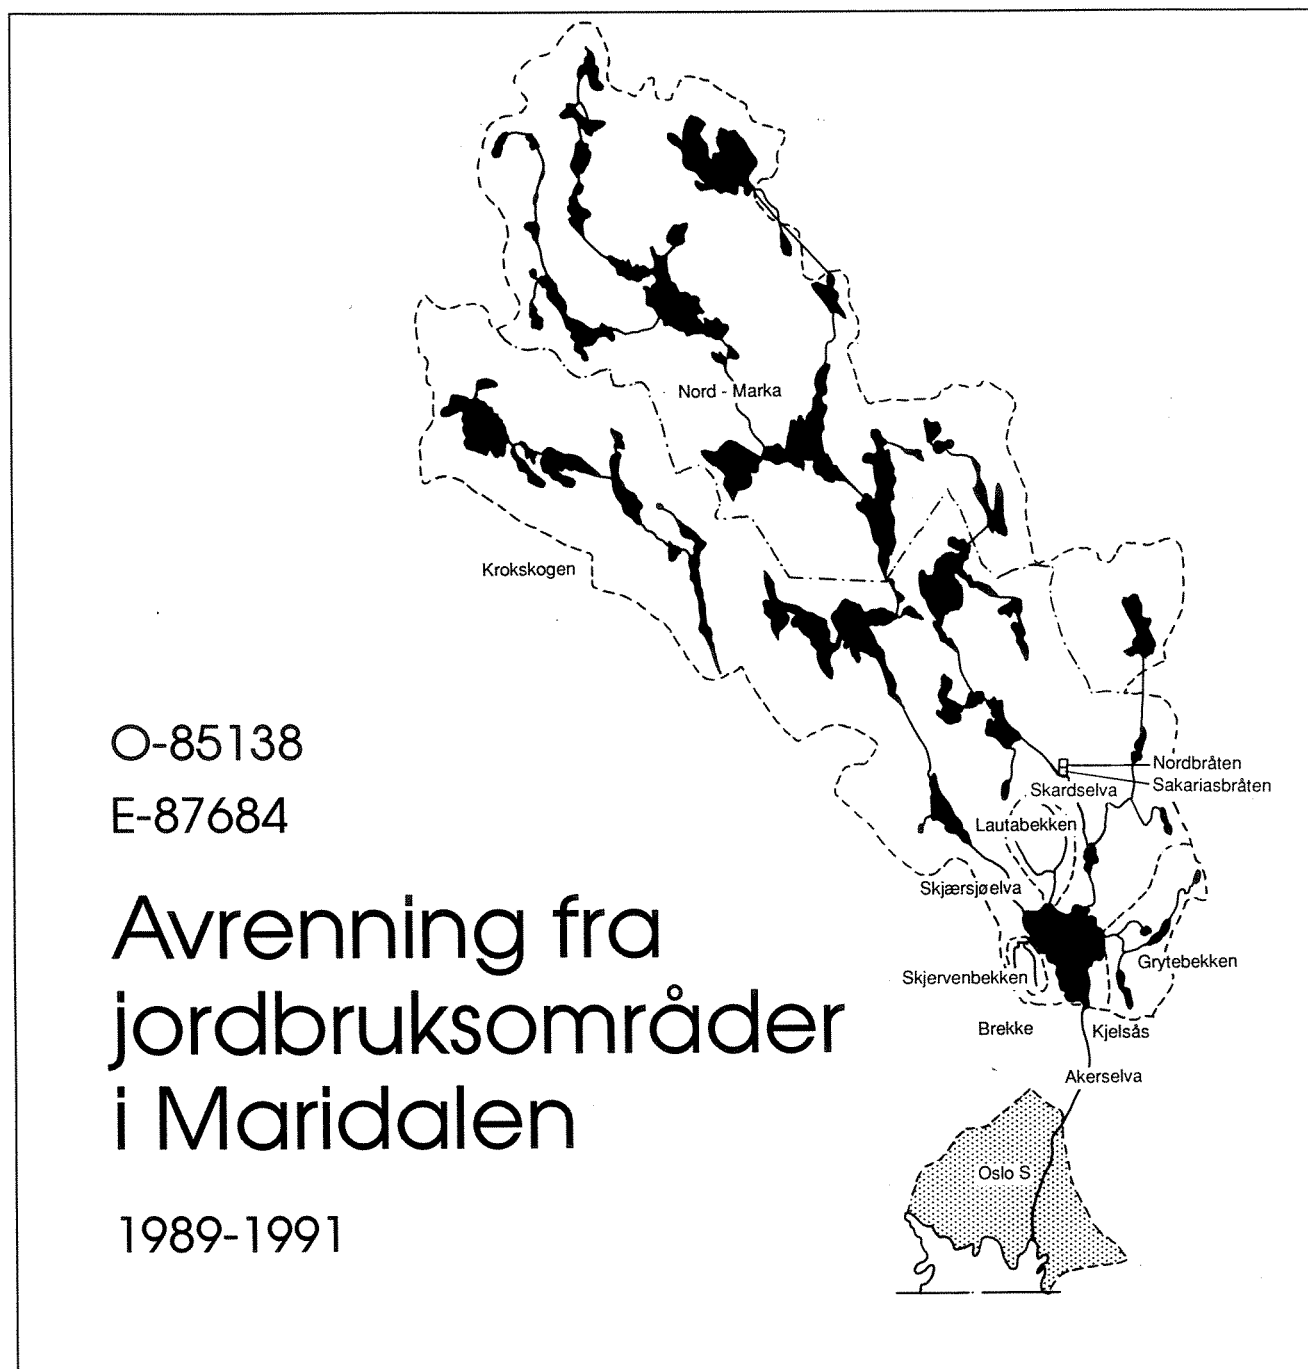 Nord - Marka
Krokskogen
O-85138
E-87684
Avrenning fra
jordbruksområder
i Maridalen
1989-1991
Nordbråten
Sakariasbråten
Skardselva
Lautabekken
Skjærsjøelva
Grytebekken
Skjervenbekken
Brekke
Kjelsås
Akerselva
Oslo S